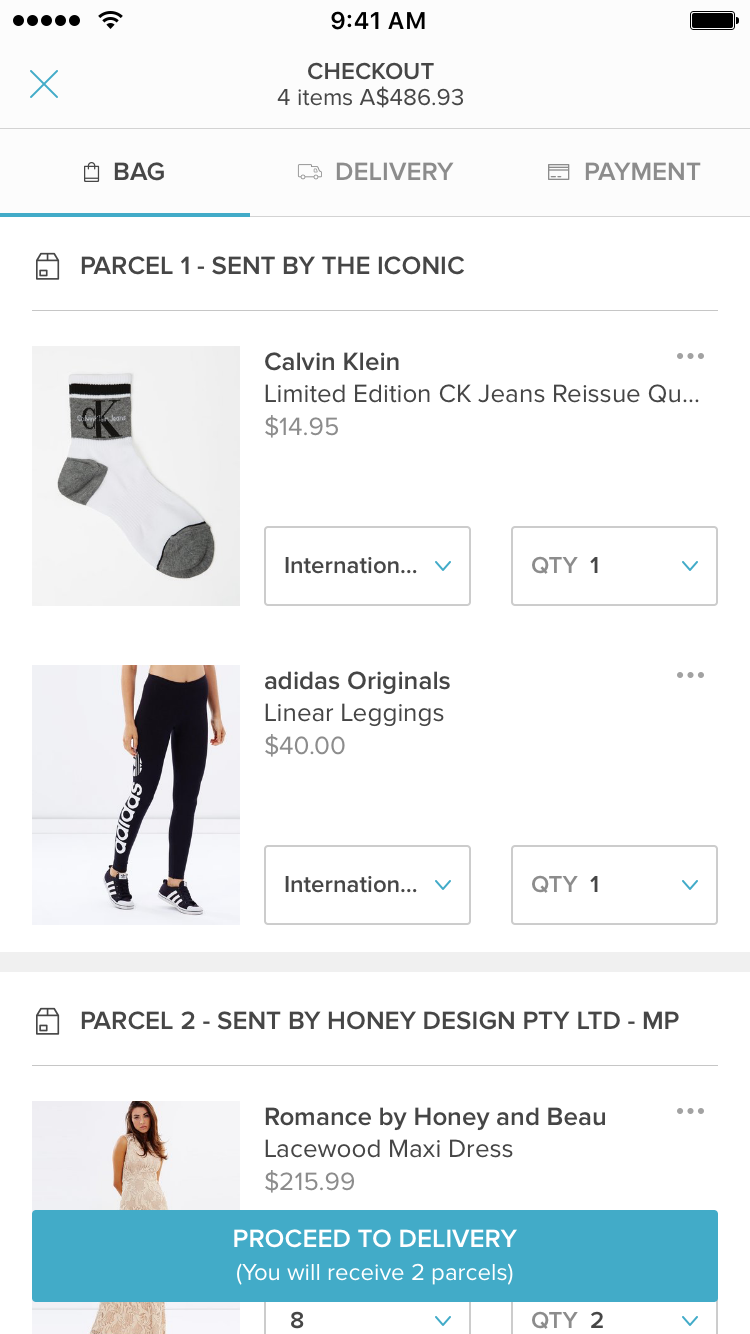 9:41 AM
CHECKOUT
4 items A$486.93
BAG
DELIVERY
PAYMENT
PARCEL 1 - SENT BY THE ICONIC
Calvin Klein
Limited Edition CK Jeans Reissue Qu...
$14.95
CK
Calvin Klein Jeans
Internation...
QTY 1
adidas Originals
Linear Leggings
$40.00
adidas
Internation...
QTY 1
PARCEL 2 - SENT BY HONEY DESIGN PTY LTD - MP
Romance by Honey and Beau
Lacewood Maxi Dress
$215.99
PROCEED TO DELIVERY
(You will receive 2 parcels)
8
QTY 2